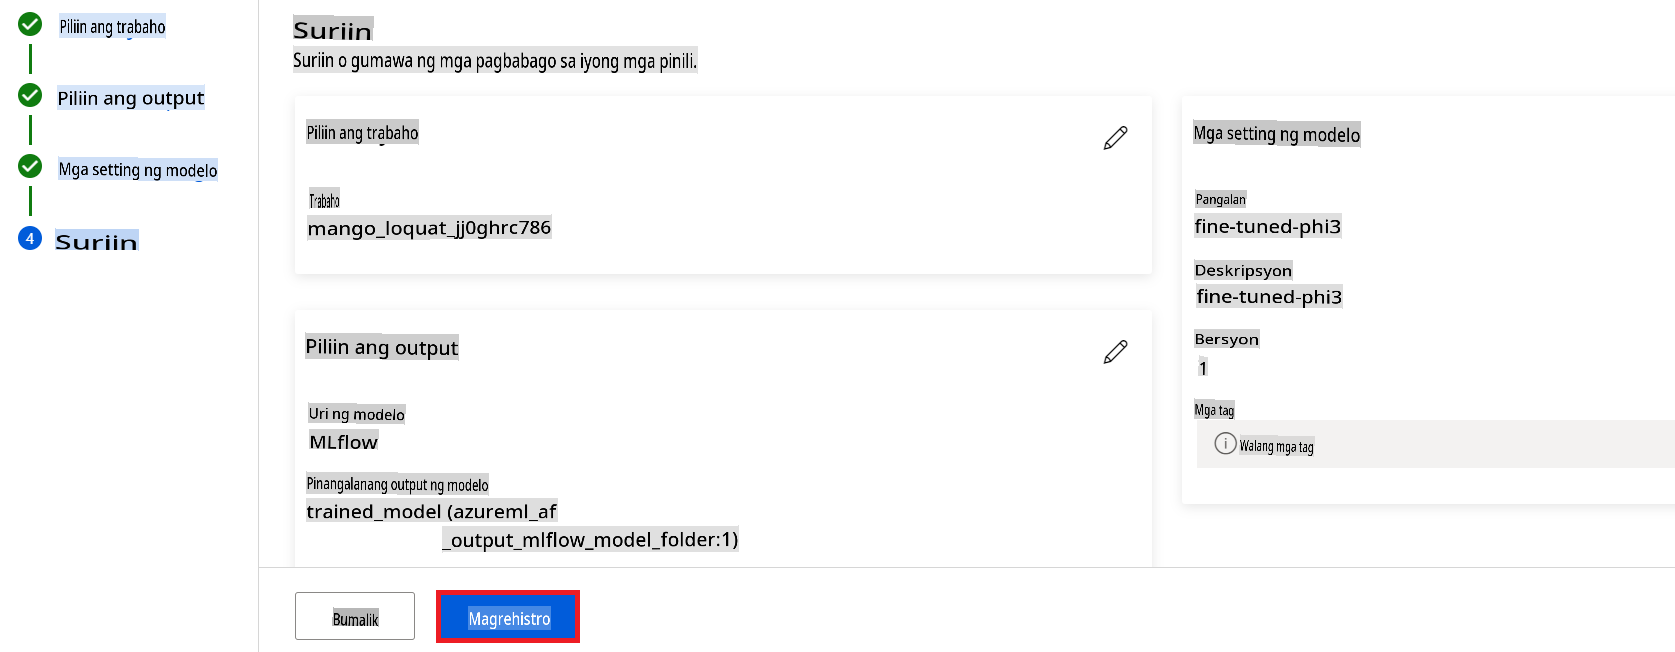 Piliin ang trabaho
Piliin ang output
Mga setting ng modelo
4
Suriin
Suriin
Suriin o gumawa ng mga pagbabago sa iyong mga pinili.
Piliin ang trabaho
Trabaho
mango_loquat_jj0ghrc786
Piliin ang output
Uri ng modelo
MLflow
Pinangalanang output ng modelo
trained_model (azureml_af
_output_mlflow_model_folder:1)
Mga setting ng modelo
Pangalan
fine-tuned-phi3
Deskripsyon
fine-tuned-phi3
Bersyon
1
Mga tag
Walang mga tag
Bumalik
Magrehistro